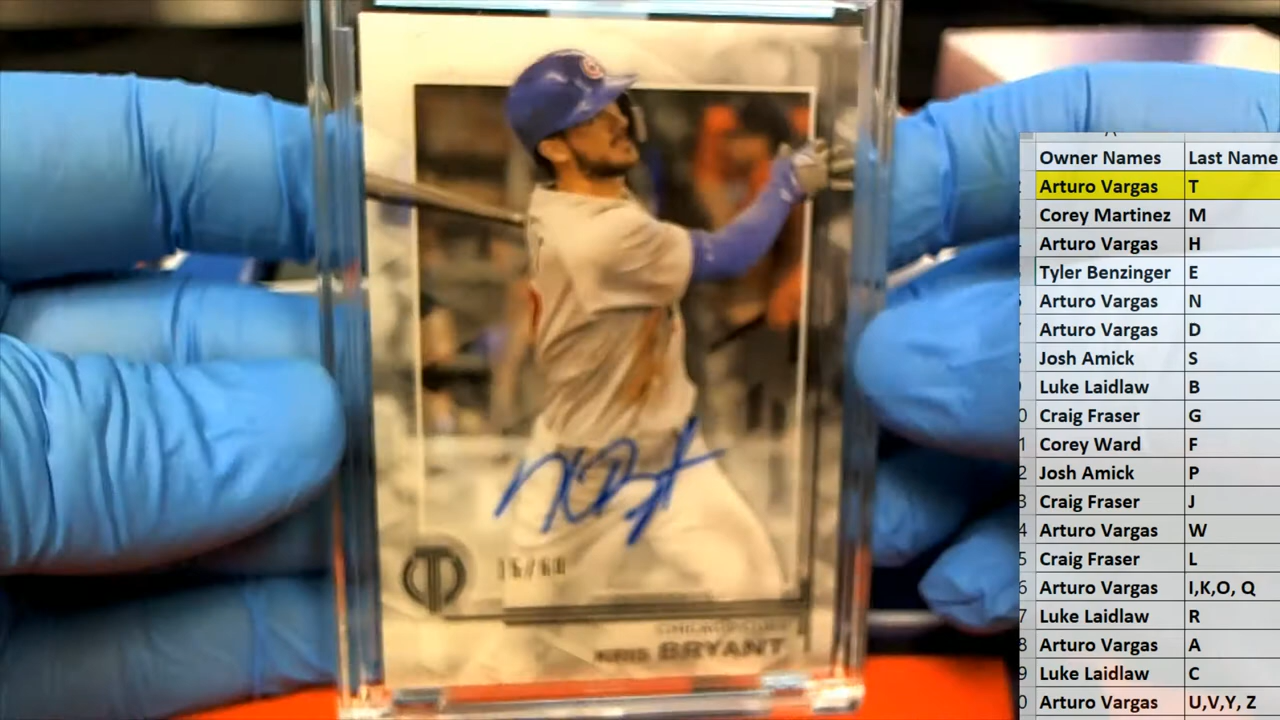 KRIS BRYANT
Owner Names Last Name
Arturo Vargas T
Corey Martinez M
Arturo Vargas H
Tyler Benzinger E
Arturo Vargas N
Arturo Vargas D
Josh Amick S
Luke Laidlaw B
Craig Fraser G
Corey Ward F
Josh Amick P
Craig Fraser J
Arturo Vargas W
Craig Fraser L
Arturo Vargas I,K,O, Q
Luke Laidlaw R
Arturo Vargas A
Luke Laidlaw C
Arturo Vargas U,V,Y, Z